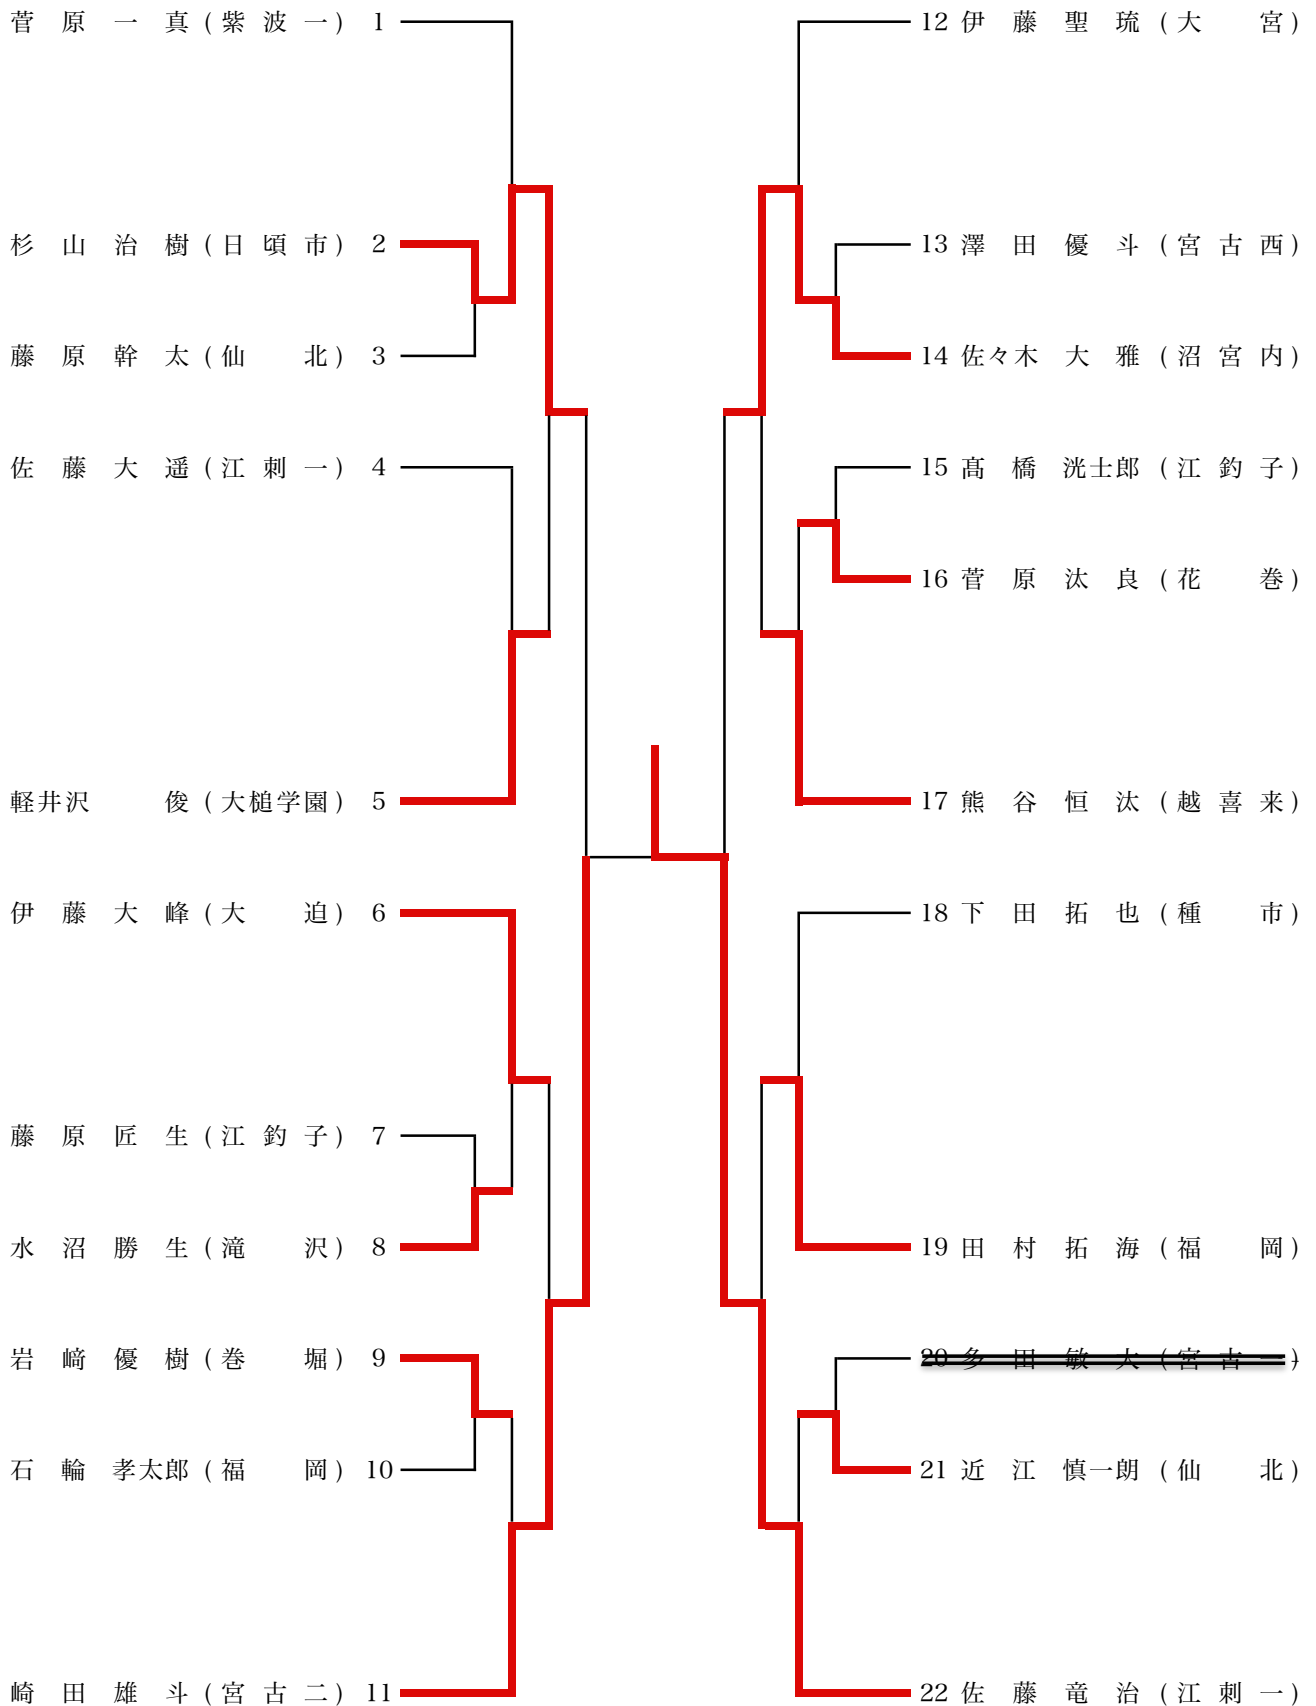 菅原一真(紫波一) 1
杉山治樹(日頃市) 2
藤原幹太(仙北) 3
佐藤大遥(江刺一) 4
軽井沢俊(大槌学園) 5
伊藤大峰(大迫) 6
藤原匠生(江釣子) 7
水沼勝生(滝沢) 8
岩﨑優樹(巻堀) 9
石輪孝太郎(福岡) 10
崎田雄斗(宮古二) 11
12 伊藤聖琉(大宮)
13 澤田優斗(宮古西)
14 佐々木大雅(沼宮内)
15 髙橋洸士郎(江釣子)
16 菅原汰良(花巻)
17 熊谷恒汰(越喜来)
18 下田拓也(種市)
19 田村拓海(福岡)
20 多田敏大(宮古一)
21 近江慎一朗(仙北)
22 佐藤竜治(江刺一)